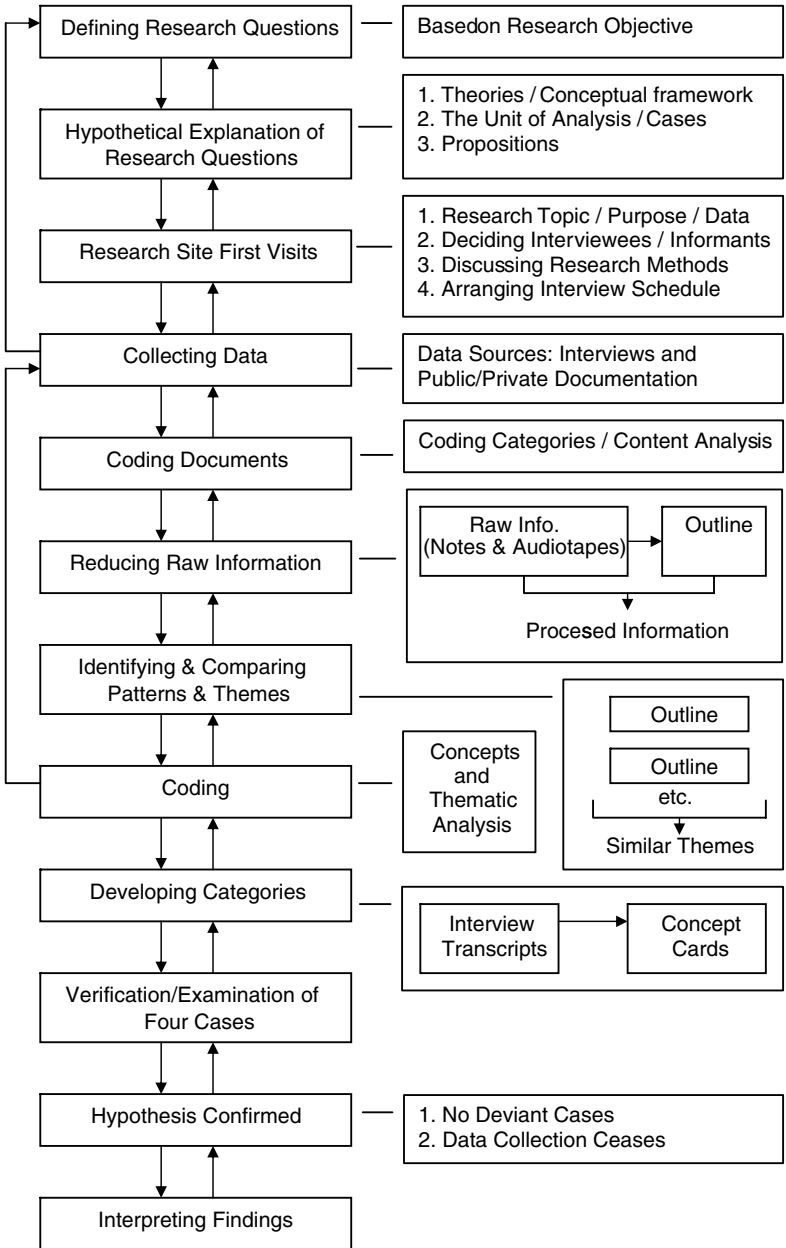 Defining Research Questions
Basedon Research Objective
Hypothetical Explanation of
Research Questions
1. Theories / Conceptual framework
2. The Unit of Analysis / Cases
3. Propositions
Research Site First Visits
1. Research Topic / Purpose / Data
2. Deciding Interviewees / Informants
3. Discussing Research Methods
4. Arranging Interview Schedule
Collecting Data
Data Sources: Interviews and
Public/Private Documentation
Coding Documents
Coding Categories / Content Analysis
Reducing Raw Information
Raw Info.
(Notes & Audiotapes)
Outline
Procesed Information
Identifying & Comparing
Patterns & Themes
Outline
Outline
etc.
Similar Themes
Coding
Concepts
and
Thematic
Analysis
Developing Categories
Interview
Transcripts
Concept
Cards
Verification/Examination of
Four Cases
Hypothesis Confirmed
1. No Deviant Cases
2. Data Collection Ceases
Interpreting Findings